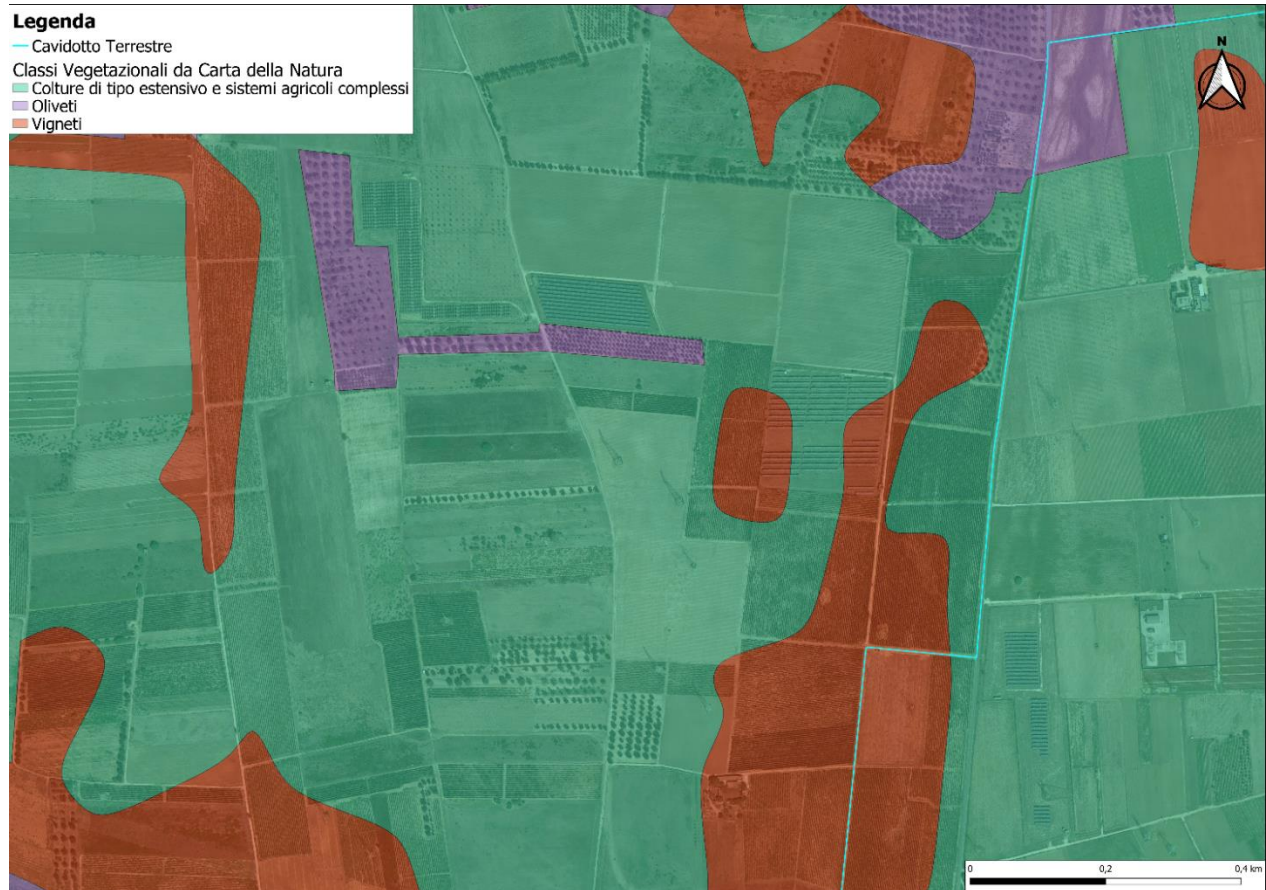 Legenda
Cavidotto Terrestre
Classi Vegetazionali da Carta della Natura
Colture di tipo estensivo e sistemi agricoli complessi
Oliveti
Vigneti
N
0 0,2 0,4 km